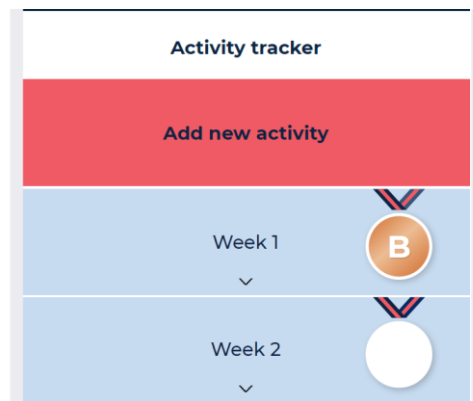 Activity tracker
Add new activity
Week 1
B
Week 2